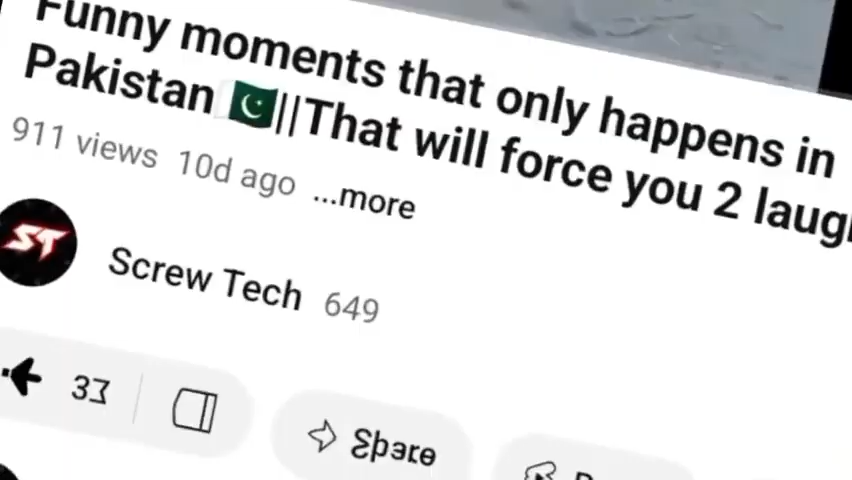 Funny moments that only happens in
Pakistan🇵🇰||That will force you 2 laugh
911 views 10d ago ...more
ST
Screw Tech 649
Share